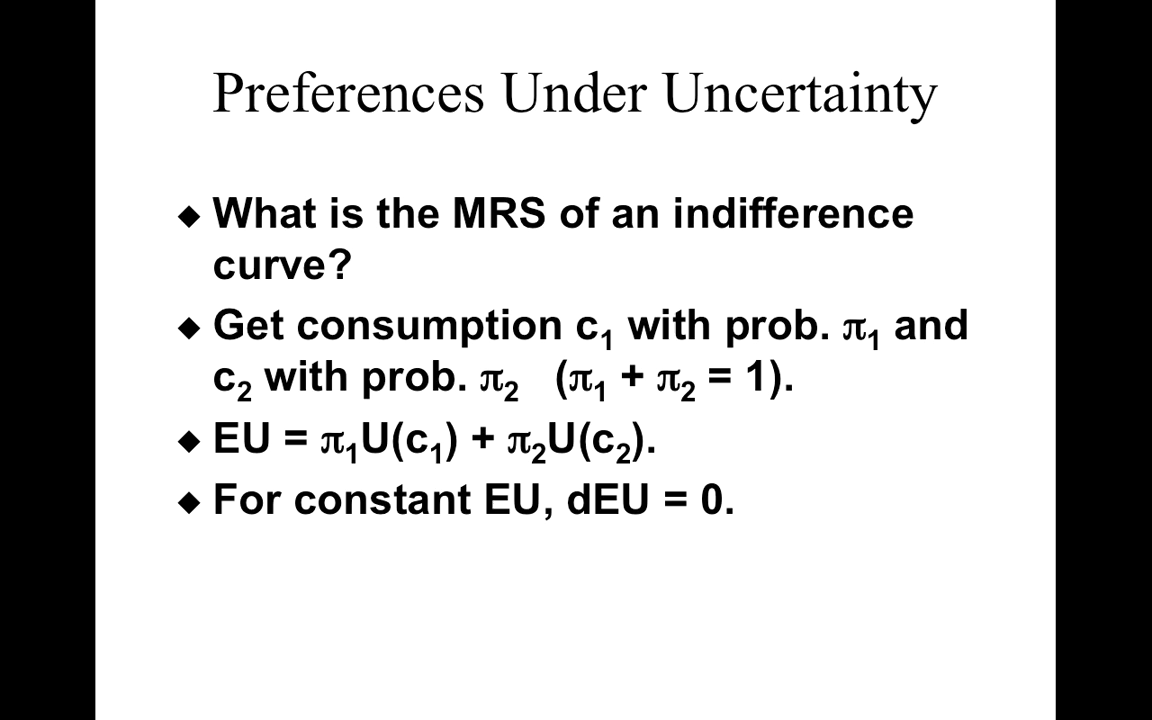 Preferences Under Uncertainty
◆ What is the MRS of an indifference
curve?
◆ Get consumption c₁ with prob. π₁ and
c₂ with prob. π₂ (π₁ + π₂ = 1).
◆ EU = π₁U(c₁) + π₂U(c₂).
◆ For constant EU, dEU = 0.